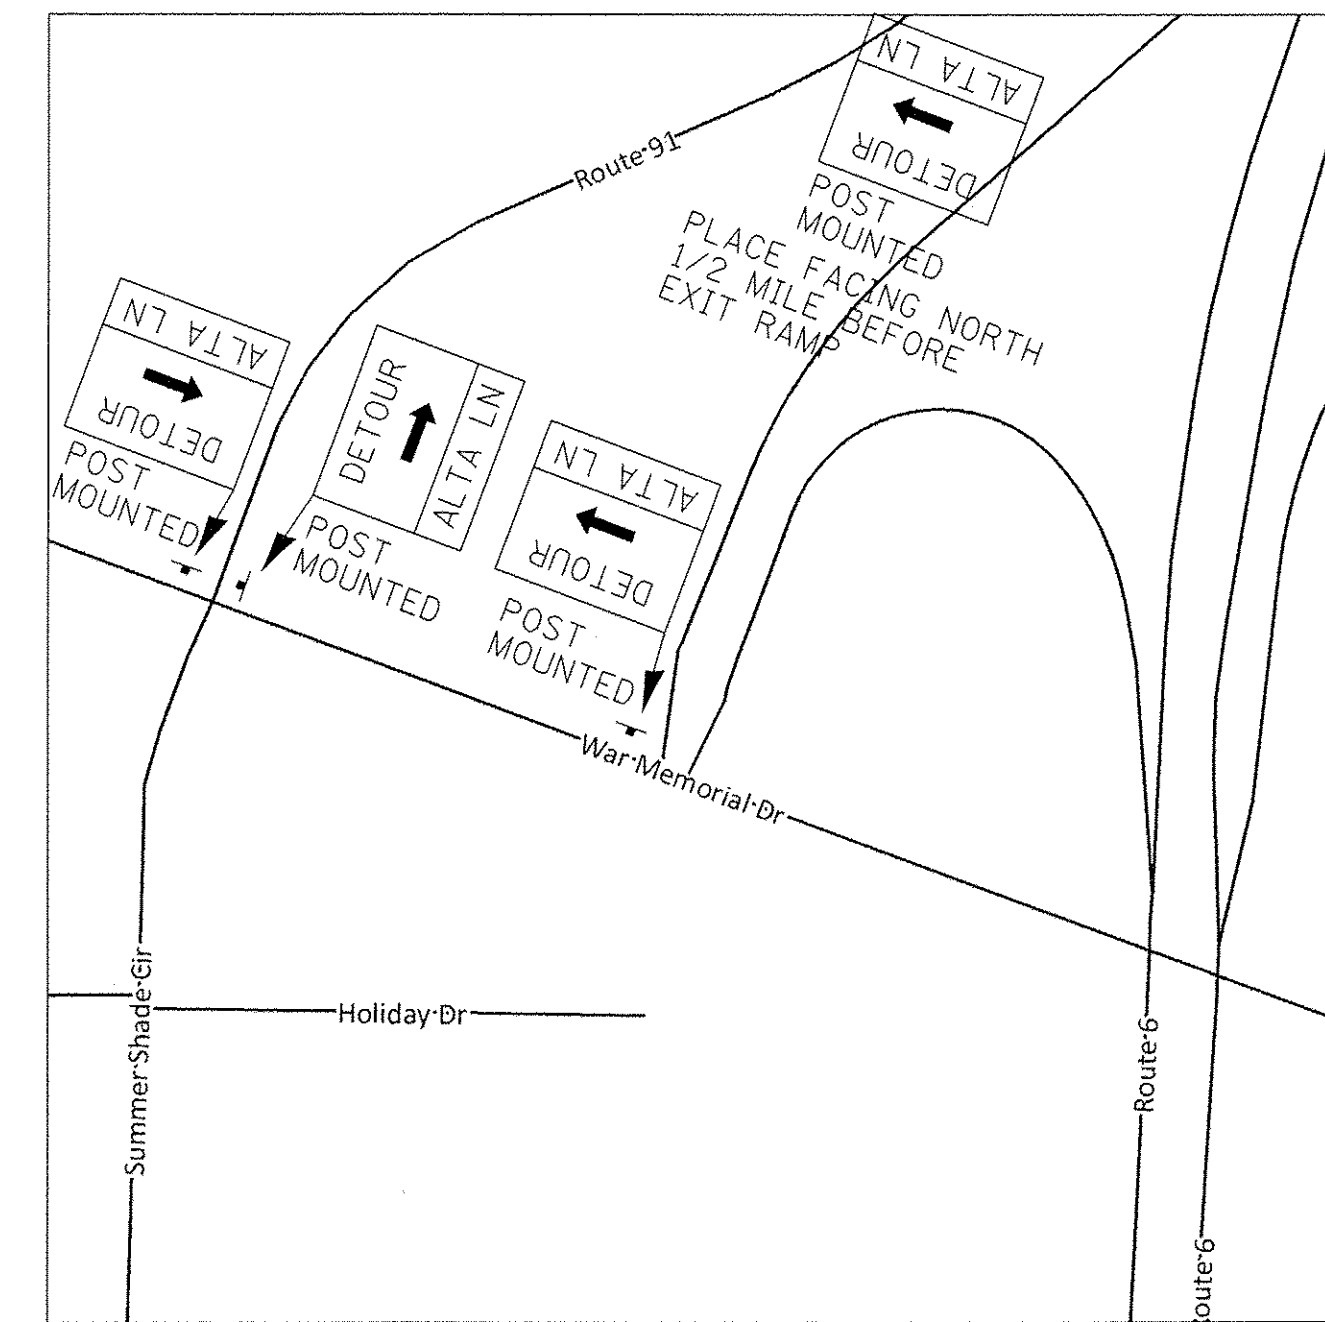 ALTA LN
DETOUR
POST
MOUNTED
PLACE FACING NORTH
1/2 MILE BEFORE
EXIT RAMP
Route 91
ALTA LN
DETOUR
POST
MOUNTED
DETOUR
ALTA LN
POST
MOUNTED
ALTA LN
DETOUR
POST
MOUNTED
War Memorial Dr
Summer Shade Cir
Holiday Dr
Route 6
oute 6